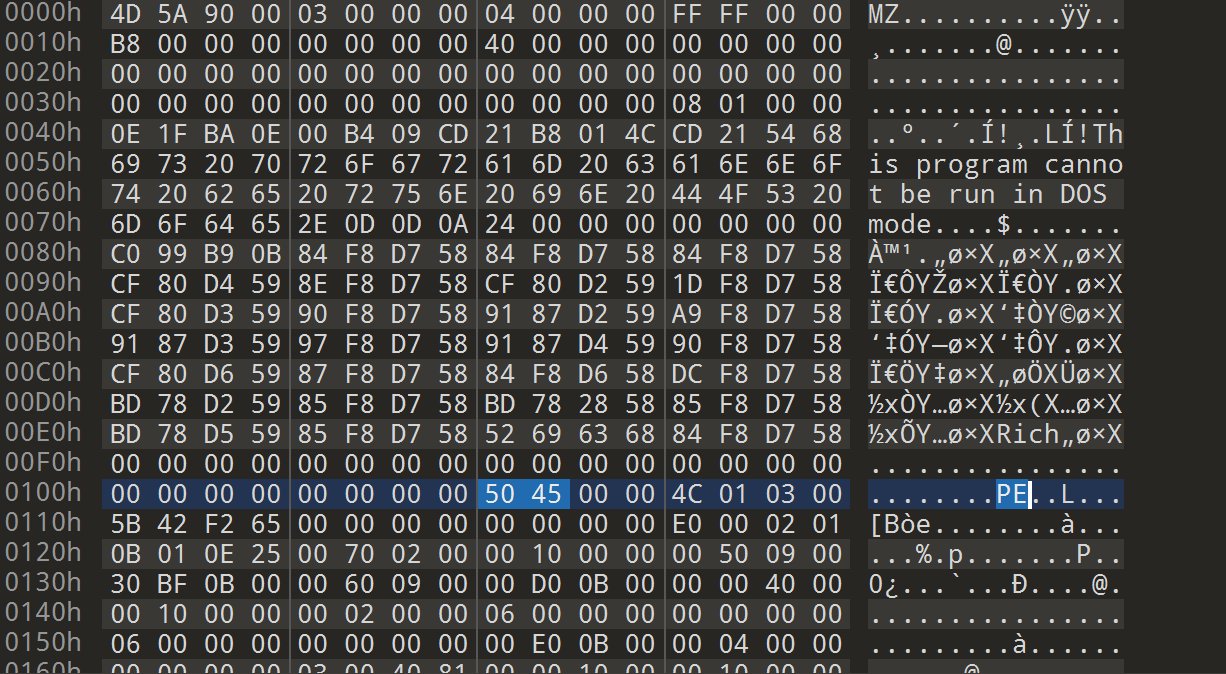 0000h 4D 5A 90 00 03 00 00 00 04 00 00 00 FF FF 00 00 MZ..........ÿÿ..
0010h B8 00 00 00 00 00 00 00 40 00 00 00 00 00 00 00 ¸.......@.......
0020h 00 00 00 00 00 00 00 00 00 00 00 00 00 00 00 00 ................
0030h 00 00 00 00 00 00 00 00 00 00 00 00 08 01 00 00 ................
0040h 0E 1F BA 0E 00 B4 09 CD 21 B8 01 4C CD 21 54 68 ..º..´.Í!¸.LÍ!Th
0050h 69 73 20 70 72 6F 67 72 61 6D 20 63 61 6E 6E 6F is program canno
0060h 74 20 62 65 20 72 75 6E 20 69 6E 20 44 4F 53 20 t be run in DOS
0070h 6D 6F 64 65 2E 0D 0D 0A 24 00 00 00 00 00 00 00 mode....$.......
0080h C0 99 B9 0B 84 F8 D7 58 84 F8 D7 58 84 F8 D7 58 À™¹.„ø×X„ø×X„ø×X
0090h CF 80 D4 59 8E F8 D7 58 CF 80 D2 59 1D F8 D7 58 Ï€ÔYŽø×XÏ€ÒY.ø×X
00A0h CF 80 D3 59 90 F8 D7 58 91 87 D2 59 A9 F8 D7 58 Ï€ÓY.ø×X‘‡ÒY©ø×X
00B0h 91 87 D3 59 97 F8 D7 58 91 87 D4 59 90 F8 D7 58 ‘‡ÓY—ø×X‘‡ÔY.ø×X
00C0h CF 80 D6 59 87 F8 D7 58 84 F8 D6 58 DC F8 D7 58 Ï€ÖY‡ø×X„øÖXÜø×X
00D0h BD 78 D2 59 85 F8 D7 58 BD 78 28 58 85 F8 D7 58 ½xÒY…ø×X½x(X…ø×X
00E0h BD 78 D5 59 85 F8 D7 58 52 69 63 68 84 F8 D7 58 ½xÕY…ø×XRich„ø×X
00F0h 00 00 00 00 00 00 00 00 00 00 00 00 00 00 00 00 ................
0100h 00 00 00 00 00 00 00 00 50 45 00 00 4C 01 03 00 ........PE..L...
0110h 5B 42 F2 65 00 00 00 00 00 00 00 00 E0 00 02 01 [Bòe........à...
0120h 0B 01 0E 25 00 70 02 00 00 10 00 00 00 50 09 00 ...%.p.......P..
0130h 30 BF 0B 00 00 60 09 00 00 D0 0B 00 00 00 40 00 0¿...`...Ð....@.
0140h 00 10 00 00 00 02 00 00 06 00 00 00 00 00 00 00 ................
0150h 06 00 00 00 00 00 00 00 00 E0 0B 00 00 04 00 00 .........à......
0160h 00 00 00 00 03 00 40 81 00 00 10 00 00 10 00 00 ......@.........